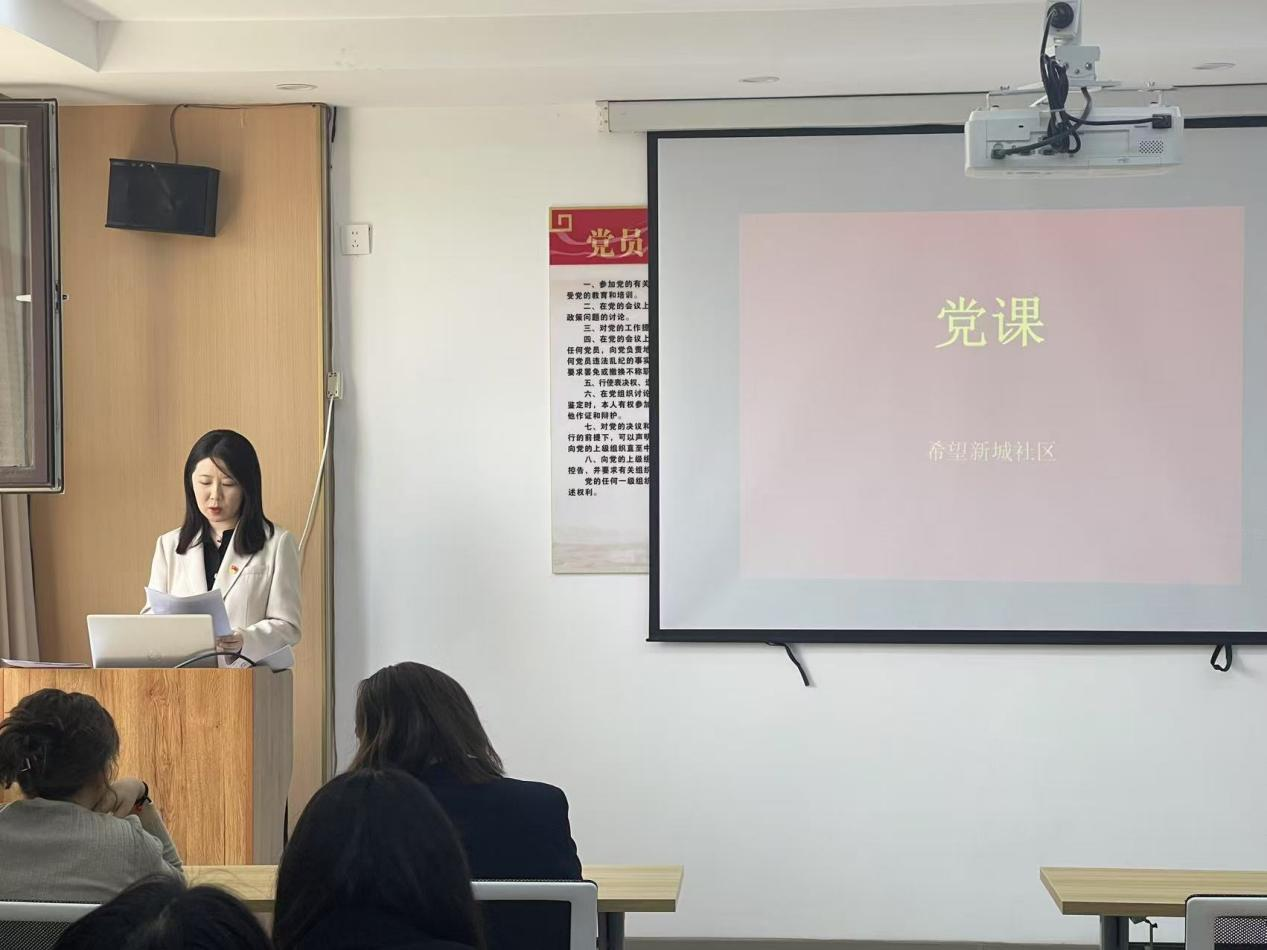 党员
一、参加党的有关
受党的教育和培训。
二、在党的会议上
政策问题的讨论。
三、对党的工作提
四、在党的会议上
任何党员，向党负责地
何党员违法乱纪的事实
要求罢免或撤换不称职
五、行使表决权、选
六、在党组织讨论
鉴定时，本人有权参加
他作证和辩护。
七、对党的决议和
行的前提下，可以声明
向党的上级组织直至中
八、向党的上级组
控告、并要求有关组织
党的任何一级组织
述权利。
党课
希望新城社区